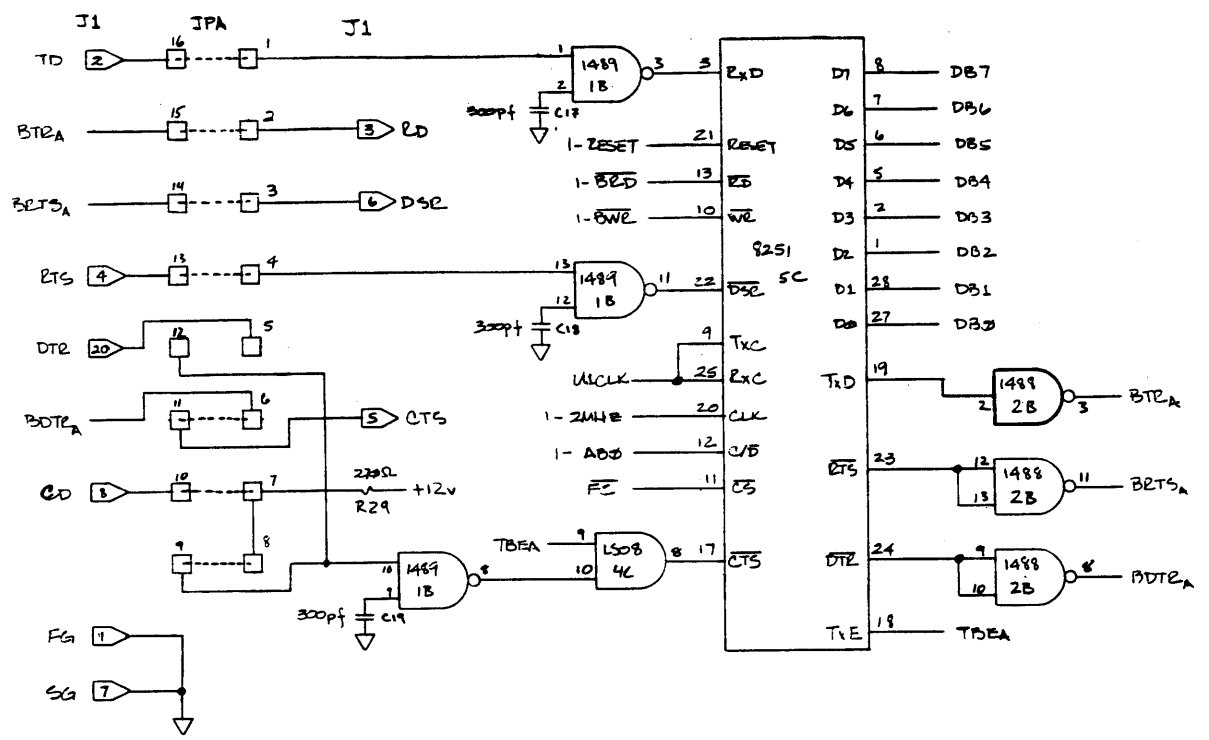 J1 JPA J1
TD 2 16 1
1 1489 1B 3 3 RxD D7 8 DB7
2 300pf C17
D6 7 DB6
BTRA 15 2 3 RD
1-RESET 21 RESET D5 6 DB5
1-BRD 13 RD D4 5 DB4
BRTSA 14 3 6 DSR
1-BWR 10 WR D3 2 DB3
8251 5C
D2 1 DB2
RTS 4 13 4
13 1489 1B 11 22 DSR D1 28 DB1
12 300pf C18
DØ 27 DBØ
DTR 20 12 5
9 TxC
U1CLK 25 RxC TxD 19 2 1488 2B 3 BTRA
BDTRA 11 6 5 CTS
1-2MHz 20 CLK
1-ABØ 12 C/D
RTS 23 12 13 1488 2B 11 BRTSA
CD 8 10 7 270Ω R29 +12v
11 CS
9 8
TBEA 9 10 LS08 4C 8 17 CTS DTR 24 9 10 1488 2B 8 BDTRA
10 1489 1B 8
9 300pf C19
FG 1
TxE 18 TBEA
SG 7